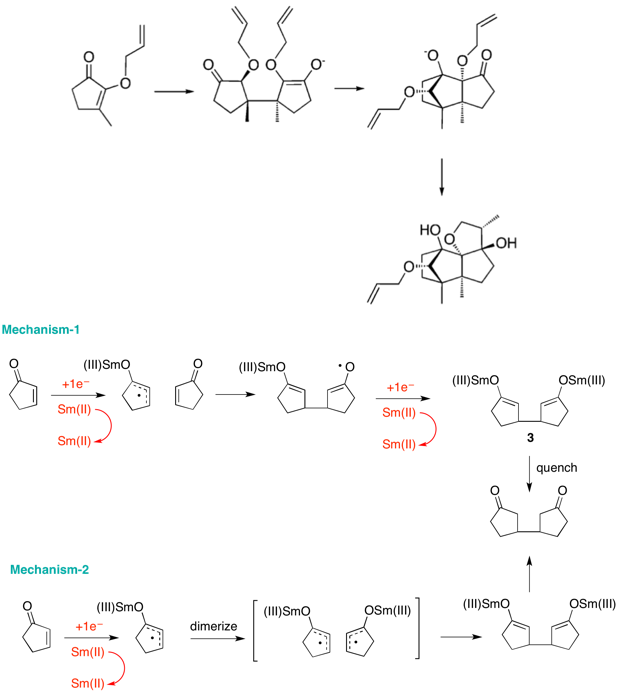 O
O
O
O
O
O
O-
-O
O
O
O
HO
O
OH
O
Mechanism-1
O
+1e−
Sm(II)
Sm(II)
(III)SmO
O
(III)SmO
•O
+1e−
Sm(II)
Sm(II)
(III)SmO
OSm(III)
3
quench
O
O
Mechanism-2
O
+1e−
Sm(II)
Sm(II)
(III)SmO
dimerize
(III)SmO
OSm(III)
(III)SmO
OSm(III)